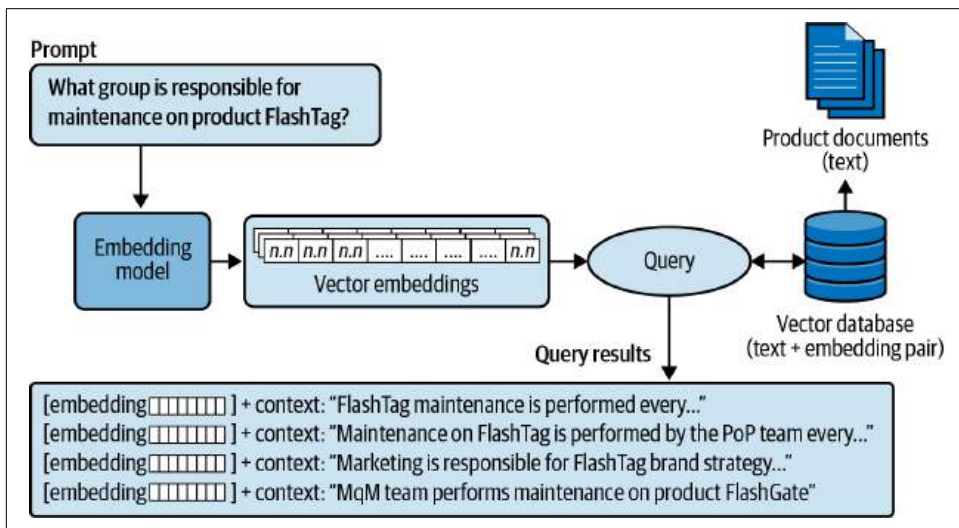 Prompt
What group is responsible for
maintenance on product FlashTag?
Product documents
(text)
Embedding
model
n.n n.n n.n .... .... .... .... n.n
Vector embeddings
Query
Vector database
(text + embedding pair)
Query results
[embedding ] + context: “FlashTag maintenance is performed every...”
[embedding ] + context: “Maintenance on FlashTag is performed by the PoP team every...”
[embedding ] + context: “Marketing is responsible for FlashTag brand strategy...”
[embedding ] + context: “MqM team performs maintenance on product FlashGate”